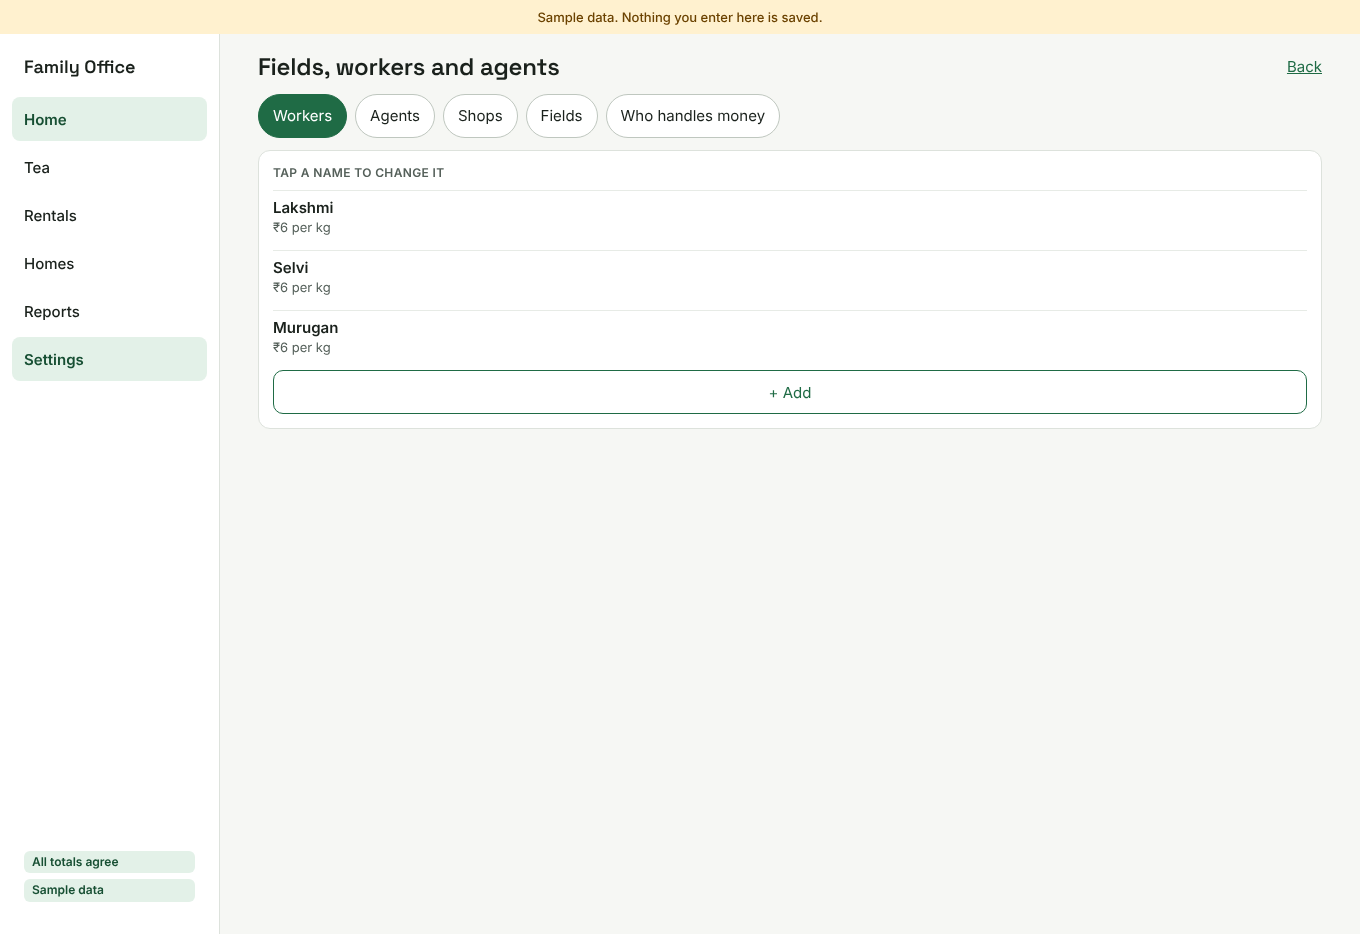 Sample data. Nothing you enter here is saved.
Family Office
Home
Tea
Rentals
Homes
Reports
Settings
All totals agree
Sample data
Fields, workers and agents
Back
Workers
Agents
Shops
Fields
Who handles money
TAP A NAME TO CHANGE IT
Lakshmi
₹6 per kg
Selvi
₹6 per kg
Murugan
₹6 per kg
+ Add